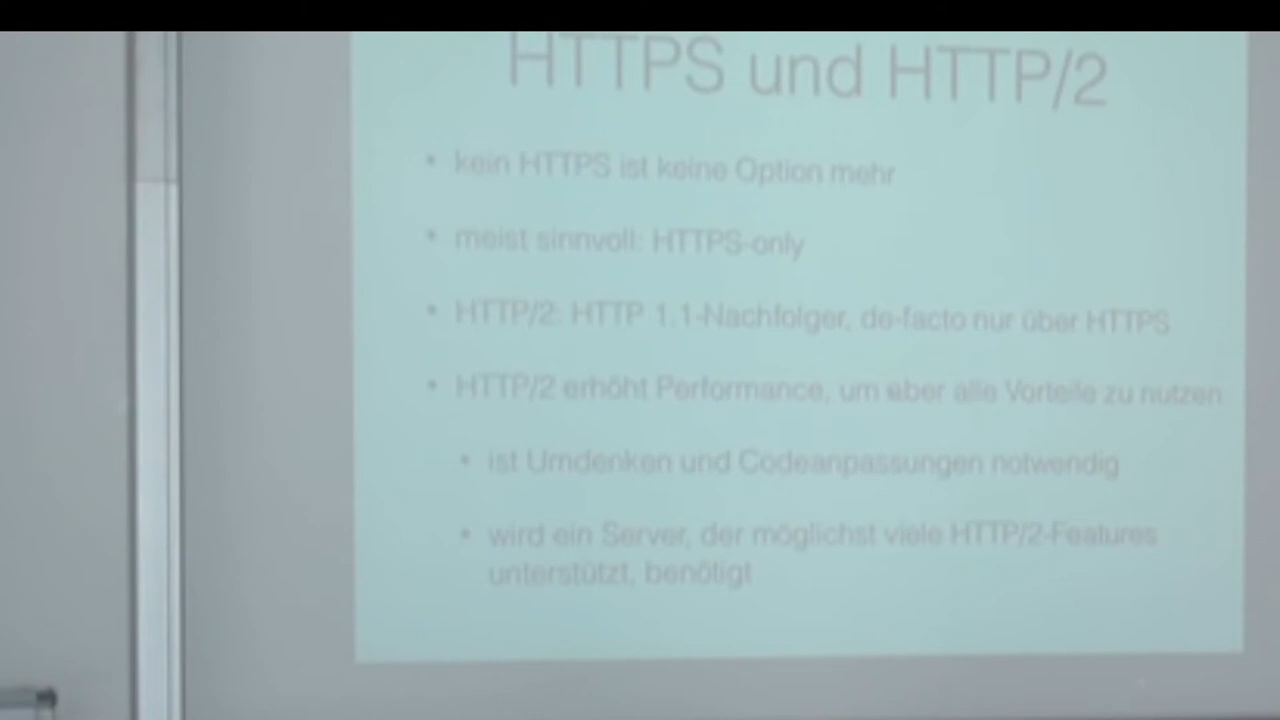 HTTPS und HTTP/2
• kein HTTPS ist keine Option mehr
• meist sinnvoll: HTTPS-only
• HTTP/2: HTTP 1.1-Nachfolger, de-facto nur über HTTPS
• HTTP/2 erhöht Performance, um aber alle Vorteile zu nutzen
• ist Umdenken und Codeanpassungen notwendig
• wird ein Server, der möglichst viele HTTP/2-Features
unterstützt, benötigt